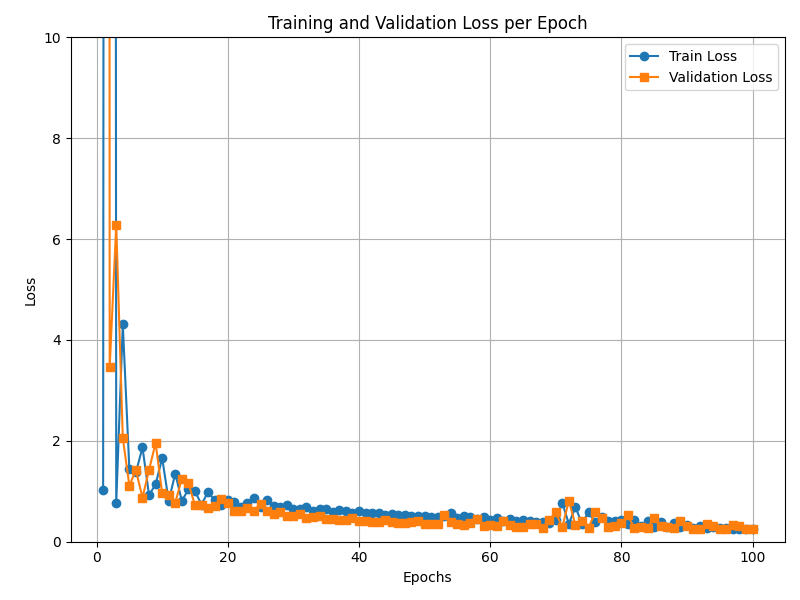 Training and Validation Loss per Epoch
Train Loss
Validation Loss
10
8
6
4
2
0
Loss
0 20 40 60 80 100
Epochs